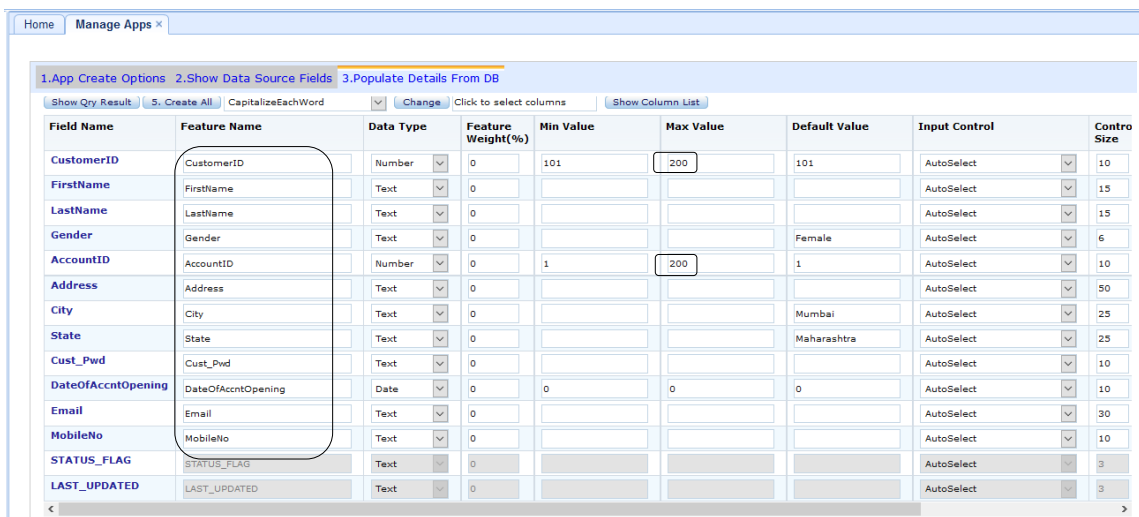 Home Manage Apps ×
1.App Create Options 2.Show Data Source Fields 3.Populate Details From DB
Show Qry Result 5. Create All CapitalizeEachWord Change Click to select columns Show Column List
Field Name Feature Name Data Type Feature Weight(%) Min Value Max Value Default Value Input Control Contro Size
CustomerID CustomerID Number 0 101 200 101 AutoSelect 10
FirstName FirstName Text 0 AutoSelect 15
LastName LastName Text 0 AutoSelect 15
Gender Gender Text 0 Female AutoSelect 6
AccountID AccountID Number 0 1 200 1 AutoSelect 10
Address Address Text 0 AutoSelect 50
City City Text 0 Mumbai AutoSelect 25
State State Text 0 Maharashtra AutoSelect 25
Cust_Pwd Cust_Pwd Text 0 AutoSelect 10
DateOfAccntOpening DateOfAccntOpening Date 0 0 0 0 AutoSelect 10
Email Email Text 0 AutoSelect 30
MobileNo MobileNo Text 0 AutoSelect 10
STATUS_FLAG STATUS_FLAG Text 0 AutoSelect 3
LAST_UPDATED LAST_UPDATED Text 0 AutoSelect 3